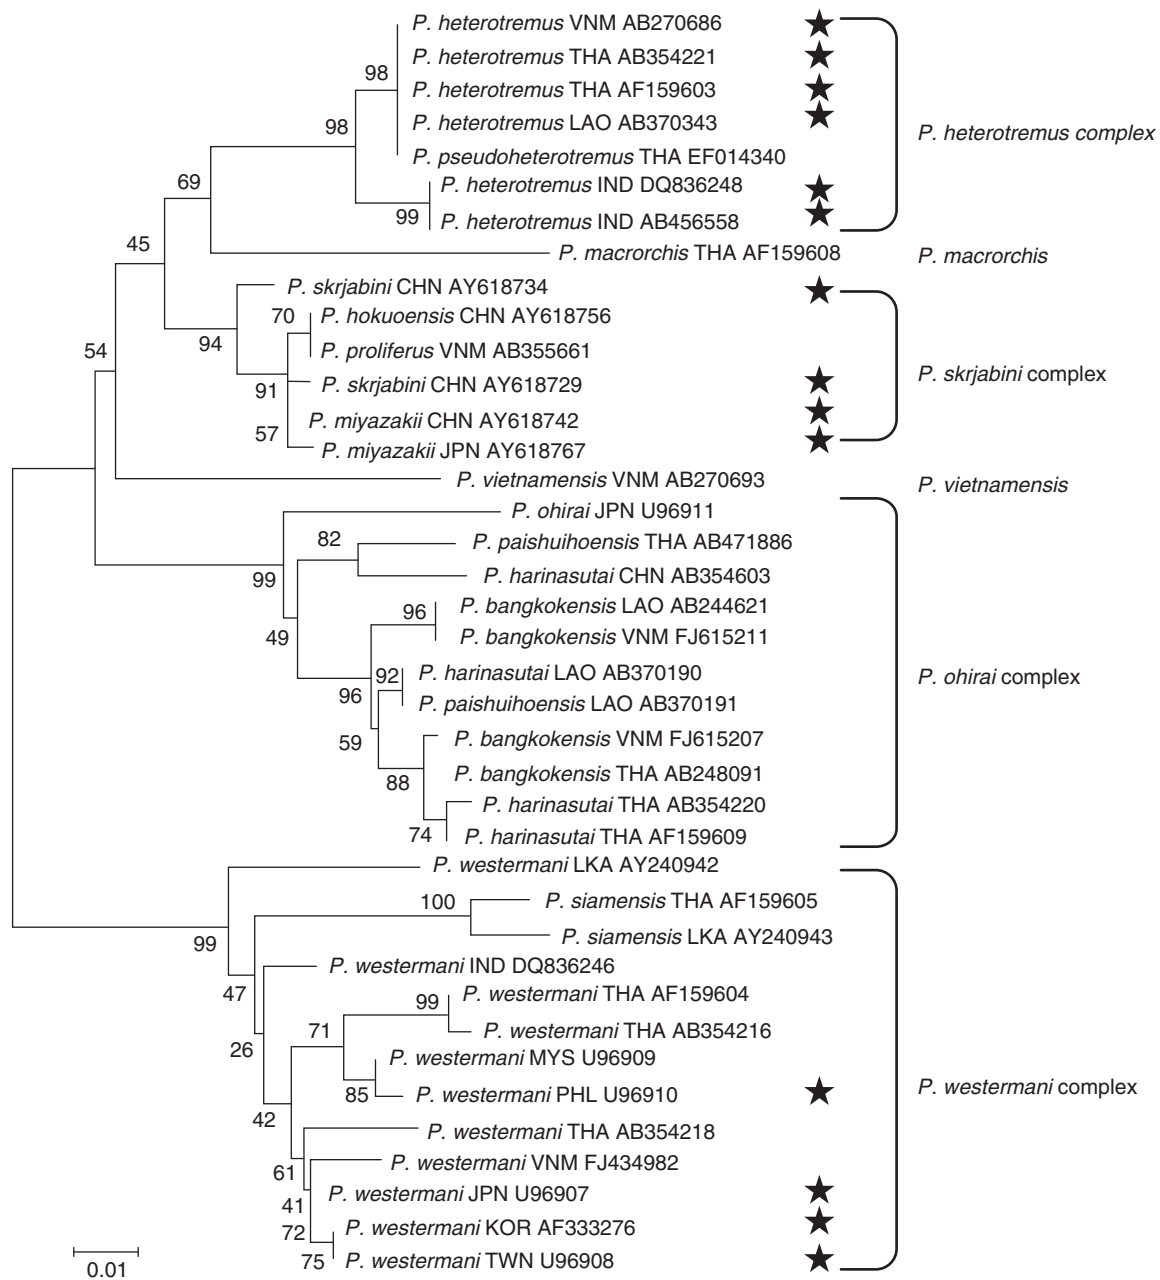 P. heterotremus VNM AB270686
P. heterotremus THA AB354221
98
P. heterotremus THA AF159603
P. heterotremus LAO AB370343
98
P. heterotremus complex
P. pseudoheterotremus THA EF014340
69
P. heterotremus IND DQ836248
99
P. heterotremus IND AB456558
45
P. macrorchis THA AF159608
P. macrorchis
P. skrjabini CHN AY618734
70
P. hokuoensis CHN AY618756
94
54
P. proliferus VNM AB355661
P. skrjabini complex
91
P. skrjabini CHN AY618729
P. miyazakii CHN AY618742
57
P. miyazakii JPN AY618767
P. vietnamensis VNM AB270693
P. vietnamensis
P. ohirai JPN U96911
82
P. paishuihoensis THA AB471886
99
P. harinasutai CHN AB354603
96
P. bangkokensis LAO AB244621
49
P. bangkokensis VNM FJ615211
92
P. harinasutai LAO AB370190
P. ohirai complex
96
P. paishuihoensis LAO AB370191
59
P. bangkokensis VNM FJ615207
88
P. bangkokensis THA AB248091
P. harinasutai THA AB354220
74
P. harinasutai THA AF159609
P. westermani LKA AY240942
100
P. siamensis THA AF159605
99
P. siamensis LKA AY240943
P. westermani IND DQ836246
47
99
P. westermani THA AF159604
71
P. westermani THA AB354216
26
P. westermani MYS U96909
85
P. westermani PHL U96910
P. westermani complex
42
P. westermani THA AB354218
61
P. westermani VNM FJ434982
41
P. westermani JPN U96907
72
P. westermani KOR AF333276
75
P. westermani TWN U96908
0.01